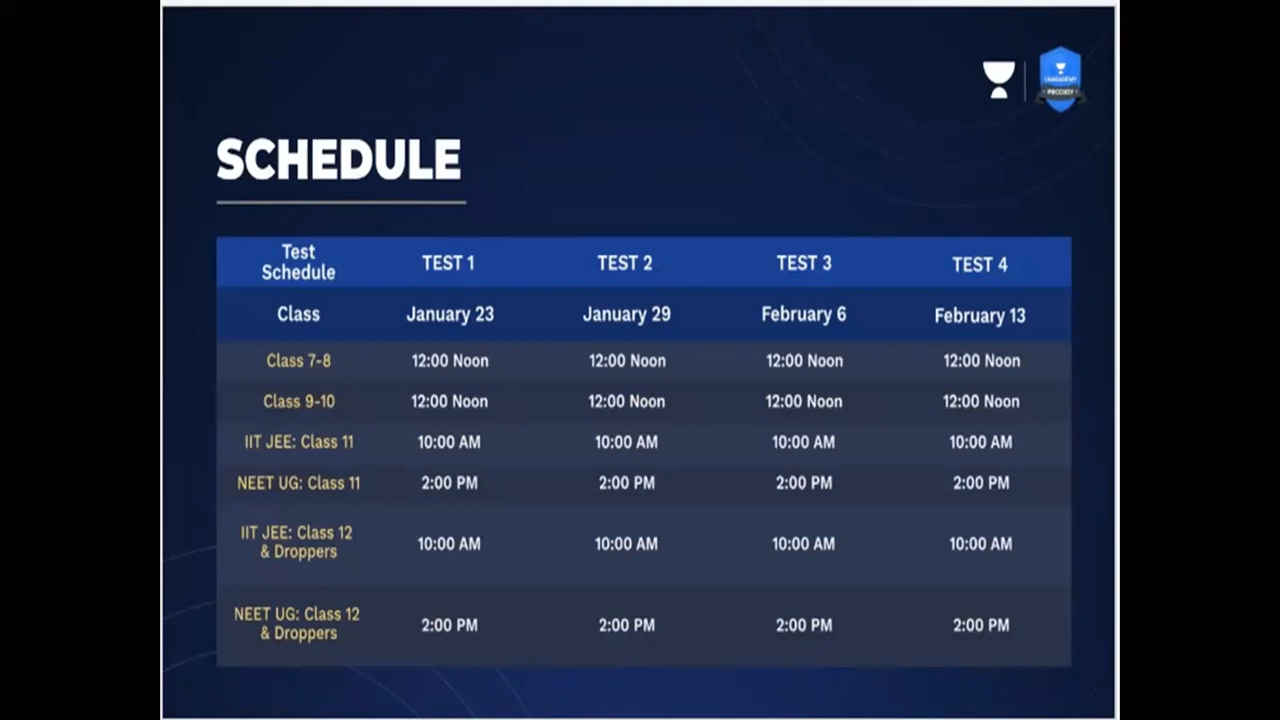 UNACADEMY
PRODIGY
SCHEDULE
Test Schedule TEST 1 TEST 2 TEST 3 TEST 4
Class January 23 January 29 February 6 February 13
Class 7-8 12:00 Noon 12:00 Noon 12:00 Noon 12:00 Noon
Class 9-10 12:00 Noon 12:00 Noon 12:00 Noon 12:00 Noon
IIT JEE: Class 11 10:00 AM 10:00 AM 10:00 AM 10:00 AM
NEET UG: Class 11 2:00 PM 2:00 PM 2:00 PM 2:00 PM
IIT JEE: Class 12 & Droppers 10:00 AM 10:00 AM 10:00 AM 10:00 AM
NEET UG: Class 12 & Droppers 2:00 PM 2:00 PM 2:00 PM 2:00 PM